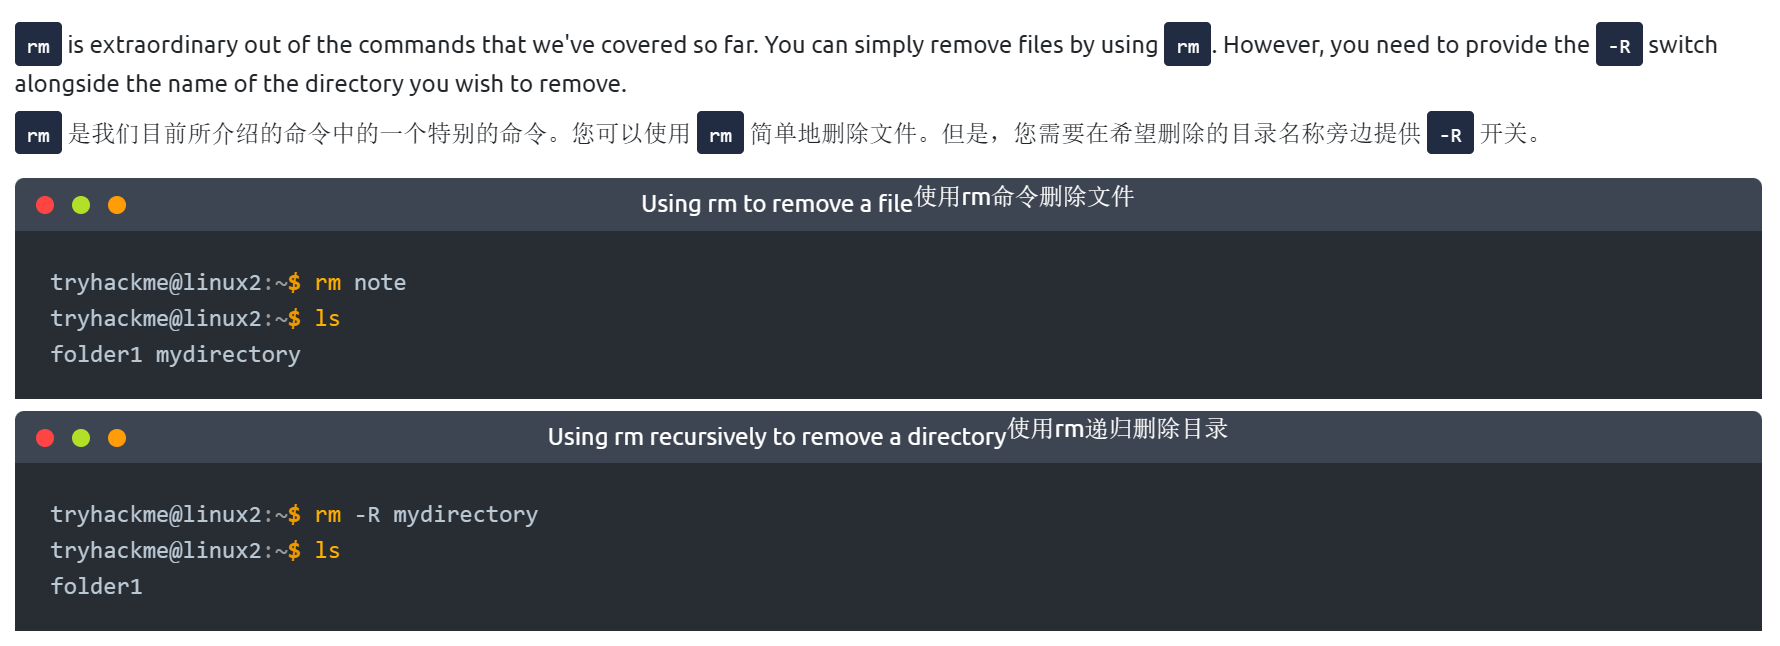 rm is extraordinary out of the commands that we've covered so far. You can simply remove files by using rm. However, you need to provide the -R switch
alongside the name of the directory you wish to remove.
rm 是我们目前所介绍的命令中的一个特别的命令。您可以使用 rm 简单地删除文件。但是，您需要在希望删除的目录名称旁边提供 -R 开关。
Using rm to remove a file使用rm命令删除文件
tryhackme@linux2:~$ rm note
tryhackme@linux2:~$ ls
folder1 mydirectory
Using rm recursively to remove a directory使用rm递归删除目录
tryhackme@linux2:~$ rm -R mydirectory
tryhackme@linux2:~$ ls
folder1